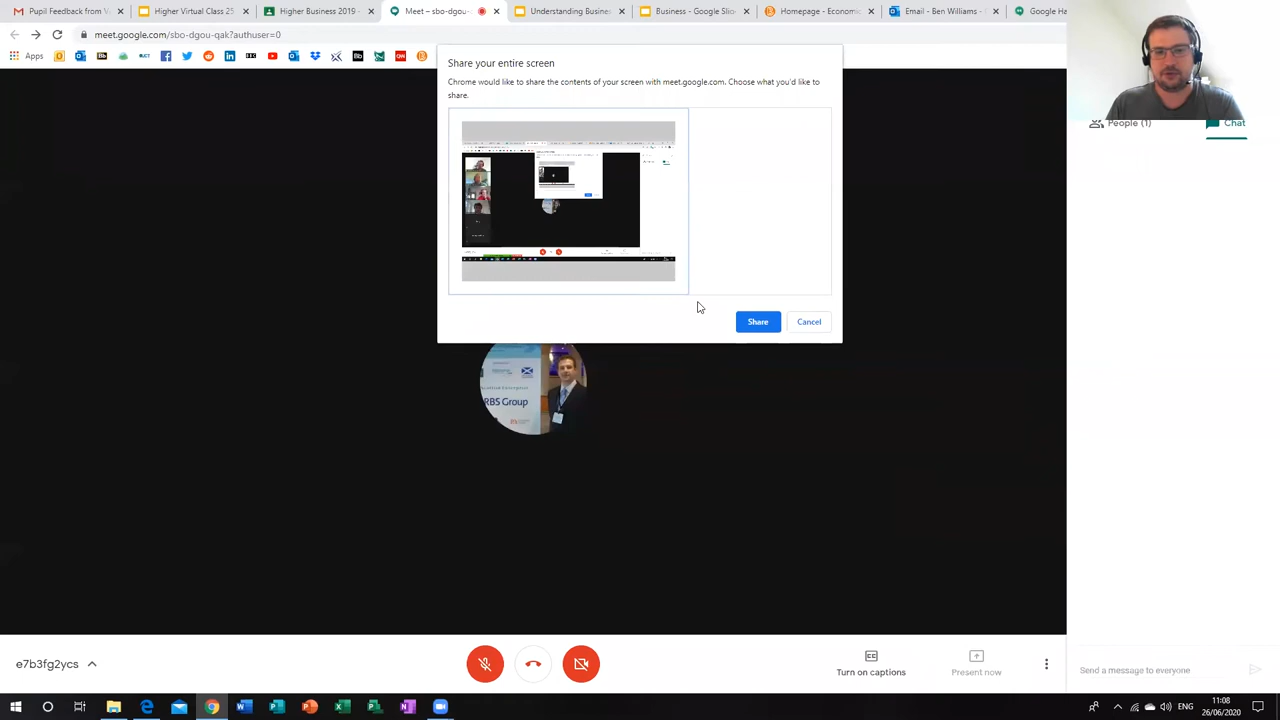 Pupil Feedback from V
Higher Virtual Class 25
Higher Business 2019 -
Meet – sbo-dgou-
Understanding Busine
Business - Google Slid
Homepage - Economic
Email - Ben Williams -
Google Ha
meet.google.com/sbo-dgou-qak?authuser=0
Apps
Share your entire screen
Chrome would like to share the contents of your screen with meet.google.com. Choose what you'd like to
share.
Share
Cancel
People (1)
Chat
RBS Group
e7b3fg2ycs
Turn on captions
Present now
Send a message to everyone
ENG
11:08
26/06/2020